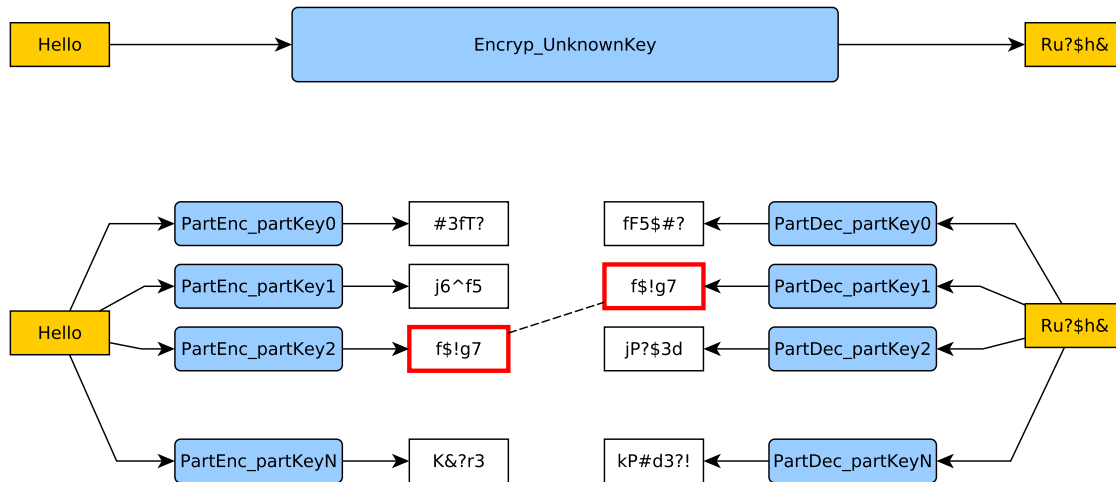 Hello
Encryp_UnknownKey
Ru?$h&
PartEnc_partKey0
#3fT?
fF5$#?
PartDec_partKey0
PartEnc_partKey1
j6^f5
f$!g7
PartDec_partKey1
Hello
Ru?$h&
PartEnc_partKey2
f$!g7
jP?$3d
PartDec_partKey2
PartEnc_partKeyN
K&?r3
kP#d3?!
PartDec_partKeyN